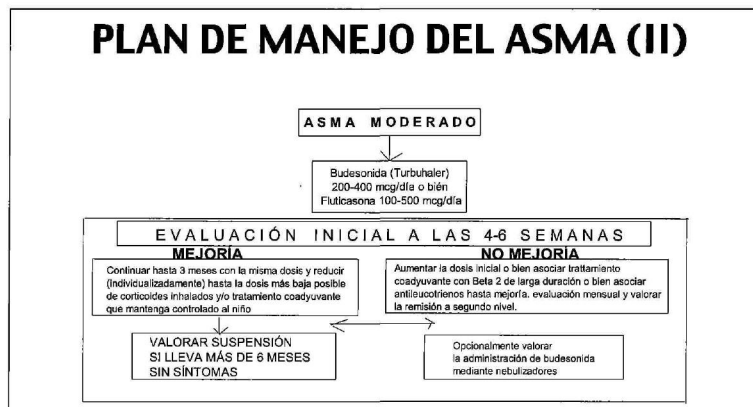 PLAN DE MANEJO DEL ASMA (II)
ASMA MODERADO
Budesonida (Turbuhaler)
200-400 mcg/día o bién
Fluticasona 100-500 mcg/día
EVALUACIÓN INICIAL A LAS 4-6 SEMANAS
MEJORÍA
Continuar hasta 3 meses con la misma dosis y reducir
(individualizadamente) hasta la dosis más baja posible
de corticoides inhalados y/o tratamiento coadyuvante
que mantenga controlado al niño
NO MEJORÍA
Aumentar la dosis inicial o bien asociar trattamiento
coadyuvante con Beta 2 de larga duración o bien asociar
antileucotrienos hasta mejoría. evaluación mensual y valorar
la remisión a segundo nivel.
VALORAR SUSPENSIÓN
SI LLEVA MÁS DE 6 MESES
SIN SÍNTOMAS
Opcionalmente valorar
la administración de budesonida
mediante nebulizadores